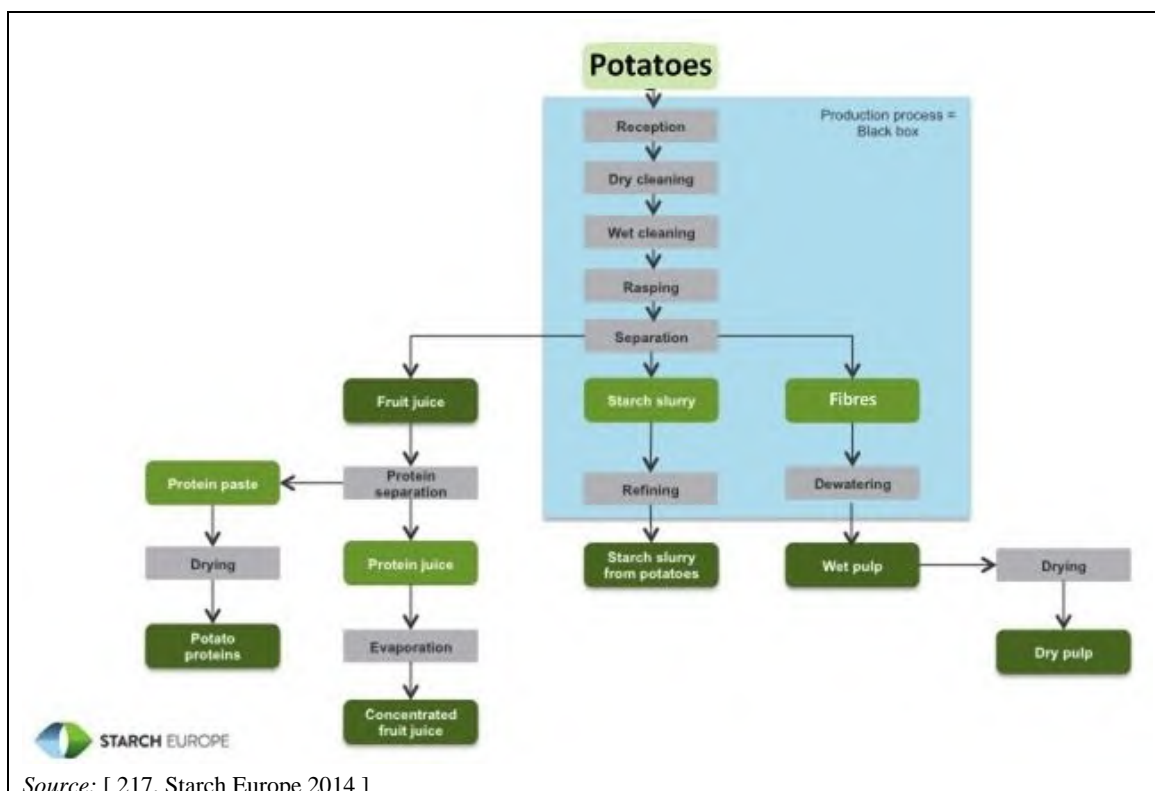 Potatoes
Production process =
Black box
Reception
Dry cleaning
Wet cleaning
Rasping
Separation
Fruit juice
Starch slurry
Fibres
Protein paste
Protein
separation
Refining
Dewatering
Drying
Protein juice
Starch slurry
from potatoes
Wet pulp
Drying
Potato
proteins
Evaporation
Dry pulp
Concentrated
fruit juice
STARCH EUROPE
Source: [ 217, Starch Europe 2014 ]